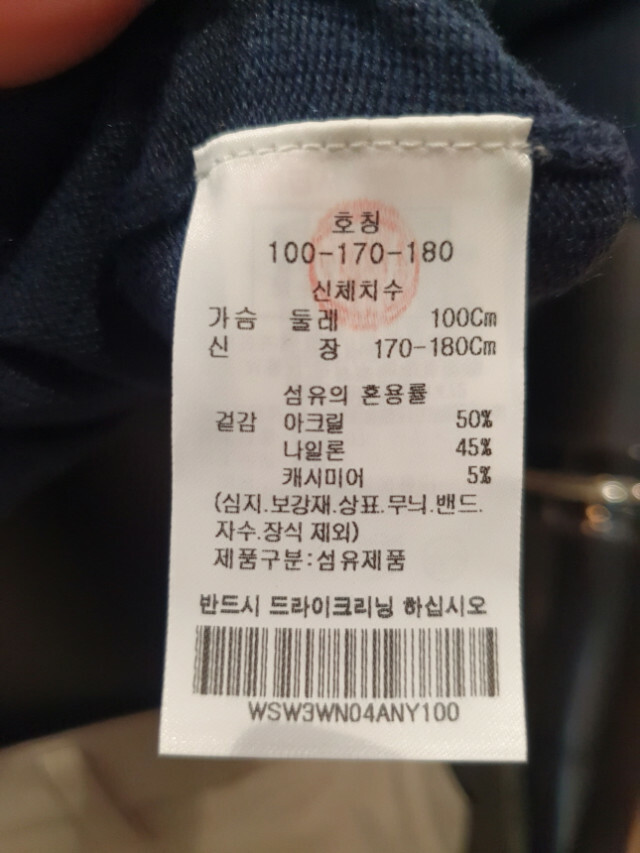 호칭
100-170-180
신체치수
가슴 둘레 100Cm
신 장 170-180Cm
섬유의 혼용률
겉감 아크릴 50%
나일론 45%
캐시미어 5%
(심지.보강재.상표.무늬.밴드.
자수.장식 제외)
제품구분:섬유제품
반드시 드라이크리닝 하십시오
WSW3WN04ANY100